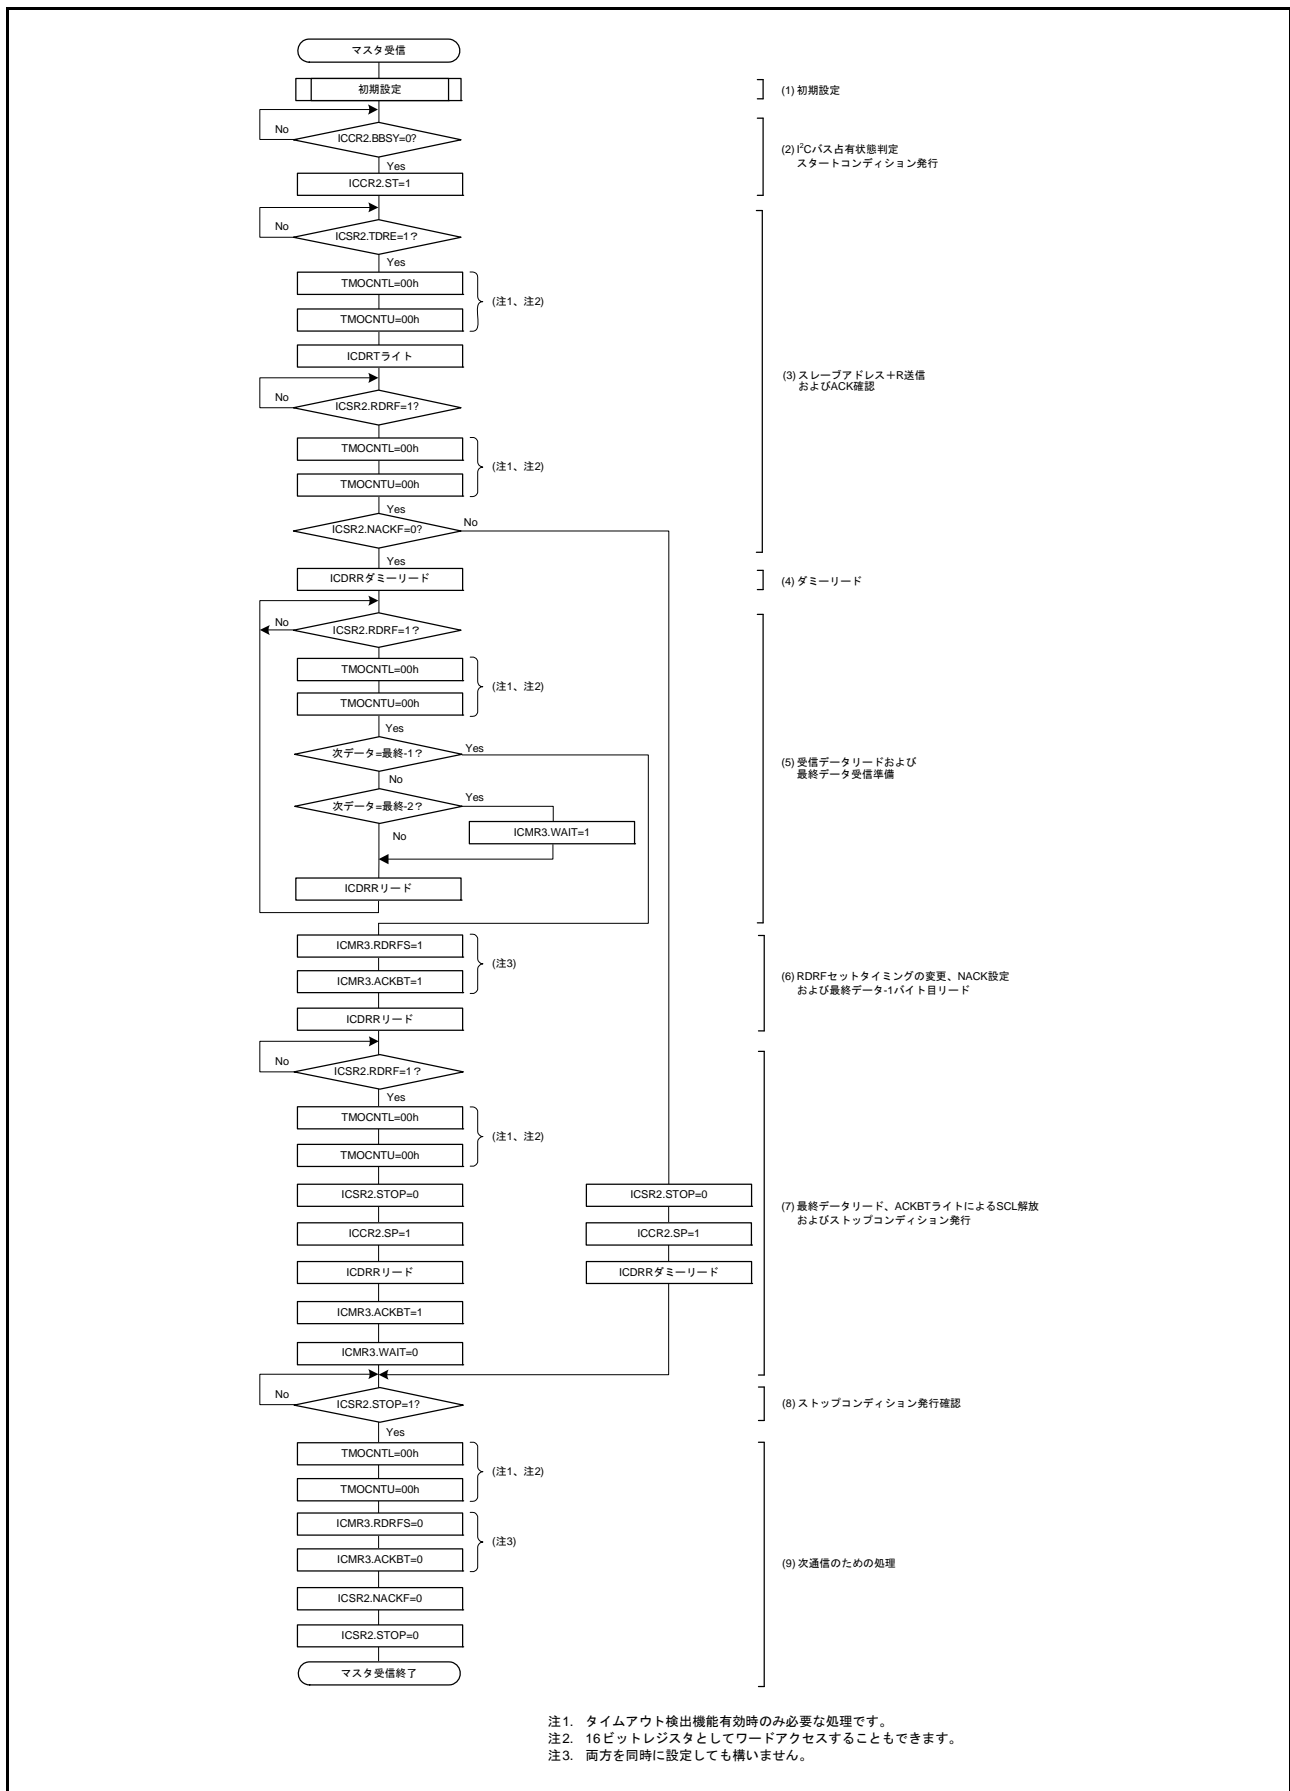 マスタ受信
初期設定
(1) 初期設定
No
ICCR2.BBSY=0?
Yes
ICCR2.ST=1
(2) I²Cバス占有状態判定
スタートコンディション発行
No
ICSR2.TDRE=1?
Yes
TMOCNTL=00h
(注1、注2)
TMOCNTU=00h
ICDRTライト
No
ICSR2.RDRF=1?
(3) スレーブアドレス+R送信
およびACK確認
TMOCNTL=00h
(注1、注2)
TMOCNTU=00h
Yes
ICSR2.NACKF=0?
No
Yes
ICDRRダミーリード
(4) ダミーリード
No
ICSR2.RDRF=1?
TMOCNTL=00h
(注1、注2)
TMOCNTU=00h
Yes
次データ=最終-1?
Yes
No
次データ=最終-2?
Yes
ICMR3.WAIT=1
No
ICDRRリード
(5) 受信データリードおよび
最終データ受信準備
ICMR3.RDRFS=1
(注3)
ICMR3.ACKBT=1
ICDRRリード
(6) RDRFセットタイミングの変更、NACK設定
および最終データ-1バイト目リード
No
ICSR2.RDRF=1?
Yes
TMOCNTL=00h
(注1、注2)
TMOCNTU=00h
ICSR2.STOP=0
ICSR2.STOP=0
ICCR2.SP=1
ICCR2.SP=1
ICDRRリード
ICDRRダミーリード
ICMR3.ACKBT=1
ICMR3.WAIT=0
(7) 最終データリード、ACKBTライトによるSCL解放
およびストップコンディション発行
No
ICSR2.STOP=1?
Yes
(8) ストップコンディション発行確認
TMOCNTL=00h
(注1、注2)
TMOCNTU=00h
ICMR3.RDRFS=0
(注3)
ICMR3.ACKBT=0
ICSR2.NACKF=0
ICSR2.STOP=0
マスタ受信終了
(9) 次通信のための処理
注1. タイムアウト検出機能有効時のみ必要な処理です。
注2. 16ビットレジスタとしてワードアクセスすることもできます。
注3. 両方を同時に設定しても構いません。